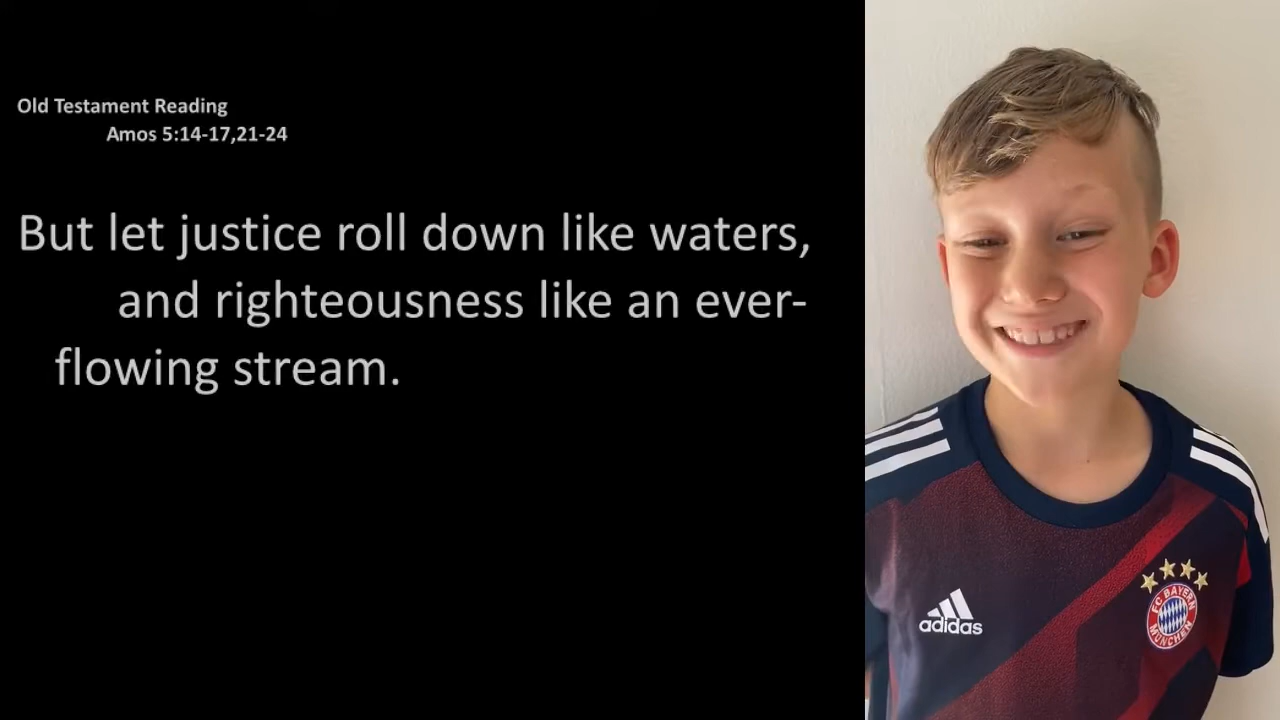 Old Testament Reading
Amos 5:14-17,21-24
But let justice roll down like waters,
and righteousness like an ever-
flowing stream.
adidas
FC BAYERN
MÜNCHEN